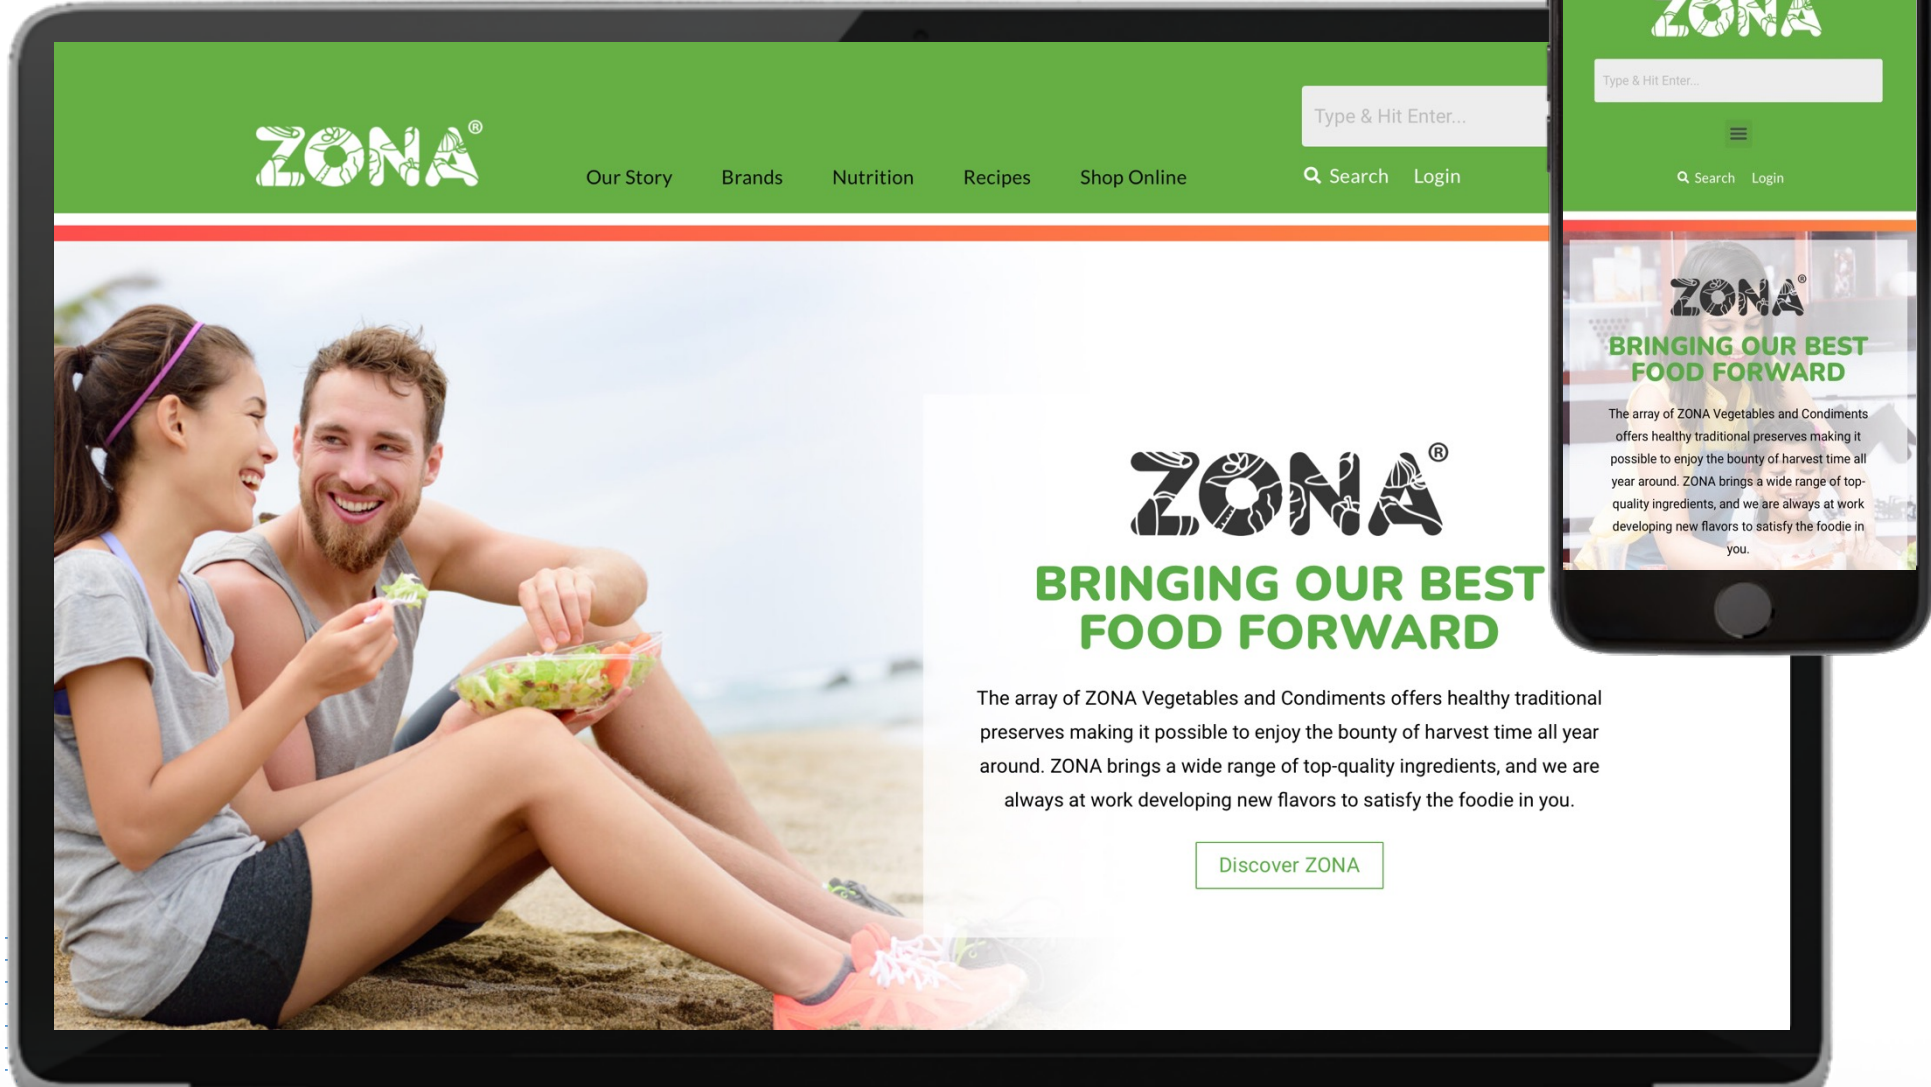 ZONA®
Our Story Brands Nutrition Recipes Shop Online
Type & Hit Enter...
Search Login
ZONA®
BRINGING OUR BEST
FOOD FORWARD
The array of ZONA Vegetables and Condiments offers healthy traditional
preserves making it possible to enjoy the bounty of harvest time all year
around. ZONA brings a wide range of top-quality ingredients, and we are
always at work developing new flavors to satisfy the foodie in you.
Discover ZONA
ZONA
Type & Hit Enter...
Search Login
ZONA®
BRINGING OUR BEST
FOOD FORWARD
The array of ZONA Vegetables and Condiments
offers healthy traditional preserves making it
possible to enjoy the bounty of harvest time all
year around. ZONA brings a wide range of top-
quality ingredients, and we are always at work
developing new flavors to satisfy the foodie in
you.